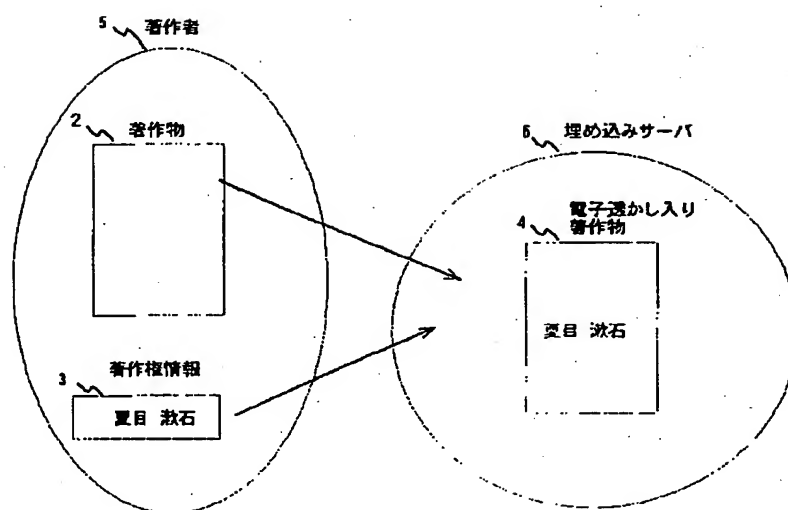 5 著作者
2 著作物
著作権情報
3
夏目 漱石
6 埋め込みサーバ
電子透かし入り
4 著作物
夏目 漱石